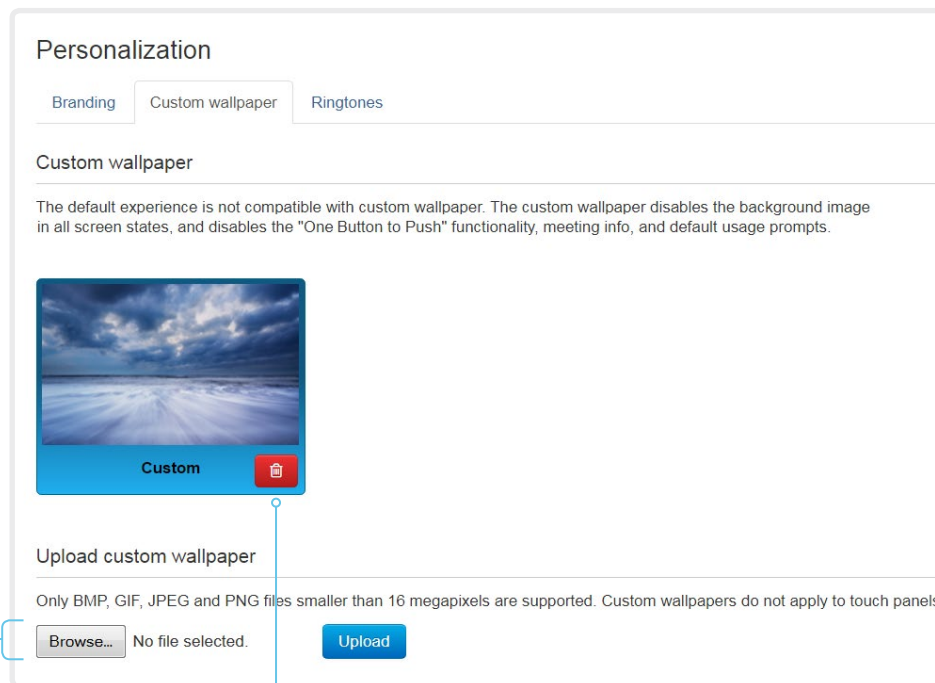 Personalization
Branding Custom wallpaper Ringtones
Custom wallpaper
The default experience is not compatible with custom wallpaper. The custom wallpaper disables the background image
in all screen states, and disables the "One Button to Push" functionality, meeting info, and default usage prompts.
Custom
Upload custom wallpaper
Only BMP, GIF, JPEG and PNG files smaller than 16 megapixels are supported. Custom wallpapers do not apply to touch panels
Browse... No file selected. Upload